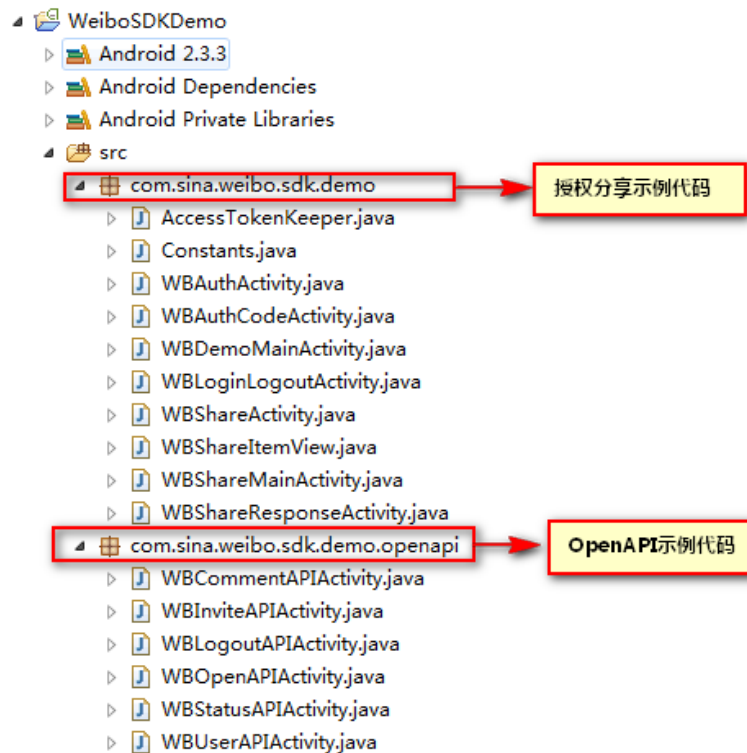 WeiboSDKDemo
Android 2.3.3
Android Dependencies
Android Private Libraries
src
com.sina.weibo.sdk.demo 授权分享示例代码
AccessTokenKeeper.java
Constants.java
WBAuthActivity.java
WBAuthCodeActivity.java
WBDemoMainActivity.java
WBLoginLogoutActivity.java
WBShareActivity.java
WBShareItemView.java
WBShareMainActivity.java
WBShareResponseActivity.java
com.sina.weibo.sdk.demo.openapi OpenAPI示例代码
WBCommentAPIActivity.java
WBInviteAPIActivity.java
WBLogoutAPIActivity.java
WBOpenAPIActivity.java
WBStatusAPIActivity.java
WBUserAPIActivity.java